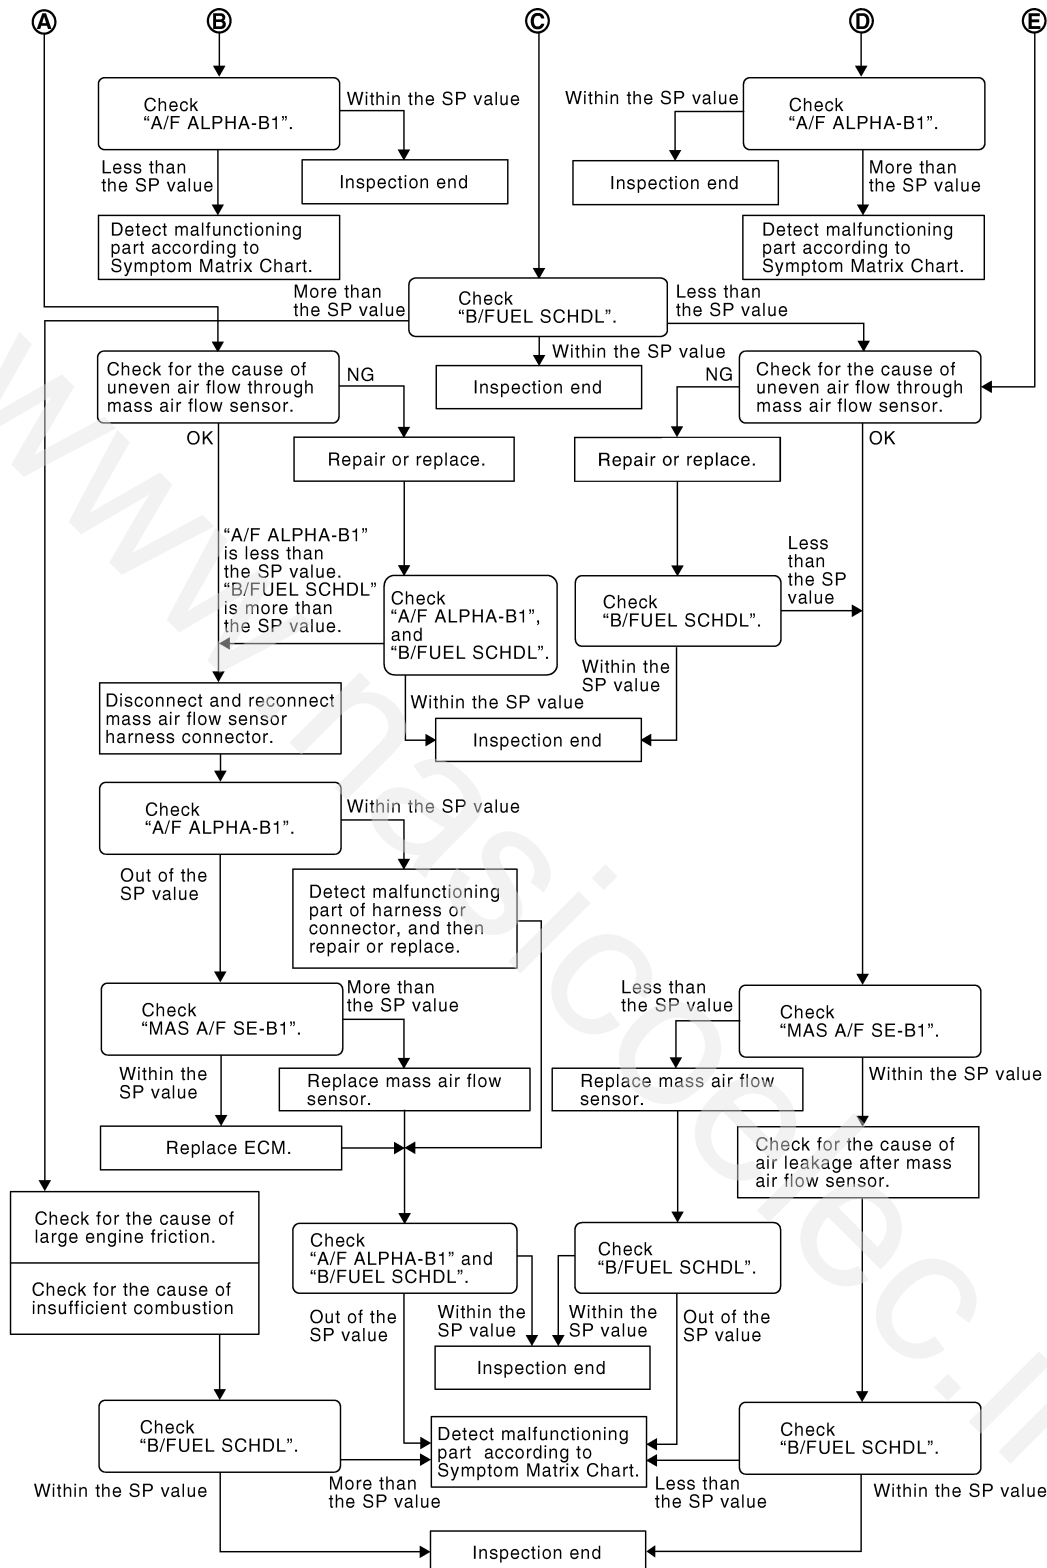 A
B
C
D
E
Check
“A/F ALPHA-B1”.
Within the SP value
Less than
the SP value
Inspection end
Detect malfunctioning
part according to
Symptom Matrix Chart.
Within the SP value
Check
“A/F ALPHA-B1”.
Inspection end
More than
the SP value
Detect malfunctioning
part according to
Symptom Matrix Chart.
More than
the SP value
Check
“B/FUEL SCHDL”.
Less than
the SP value
Within the SP value
Inspection end
Check for the cause of
uneven air flow through
mass air flow sensor.
NG
OK
Repair or replace.
NG
Check for the cause of
uneven air flow through
mass air flow sensor.
OK
Repair or replace.
“A/F ALPHA-B1”
is less than
the SP value.
“B/FUEL SCHDL”
is more than
the SP value.
Check
“A/F ALPHA-B1”,
and
“B/FUEL SCHDL”.
Check
“B/FUEL SCHDL”.
Less
than
the SP
value
Within the SP value
Within the
SP value
Inspection end
Disconnect and reconnect
mass air flow sensor
harness connector.
Check
“A/F ALPHA-B1”.
Within the SP value
Out of the
SP value
Detect malfunctioning
part of harness or
connector, and then
repair or replace.
Check
“MAS A/F SE-B1”.
More than
the SP value
Within the
SP value
Replace mass air flow
sensor.
Replace ECM.
Less than
the SP value
Check
“MAS A/F SE-B1”.
Replace mass air flow
sensor.
Within the SP value
Check for the cause of
air leakage after mass
air flow sensor.
Check for the cause of
large engine friction.
Check for the cause of
insufficient combustion
Check
“A/F ALPHA-B1” and
“B/FUEL SCHDL”.
Check
“B/FUEL SCHDL”.
Out of the
SP value
Within the
SP value
Within the
SP value
Out of the
SP value
Inspection end
Check
“B/FUEL SCHDL”.
Detect malfunctioning
part  according to
Symptom Matrix Chart.
Check
“B/FUEL SCHDL”.
Within the SP value
More than
the SP value
Less than
the SP value
Within the SP value
Inspection end
www.nasicoelec.ir